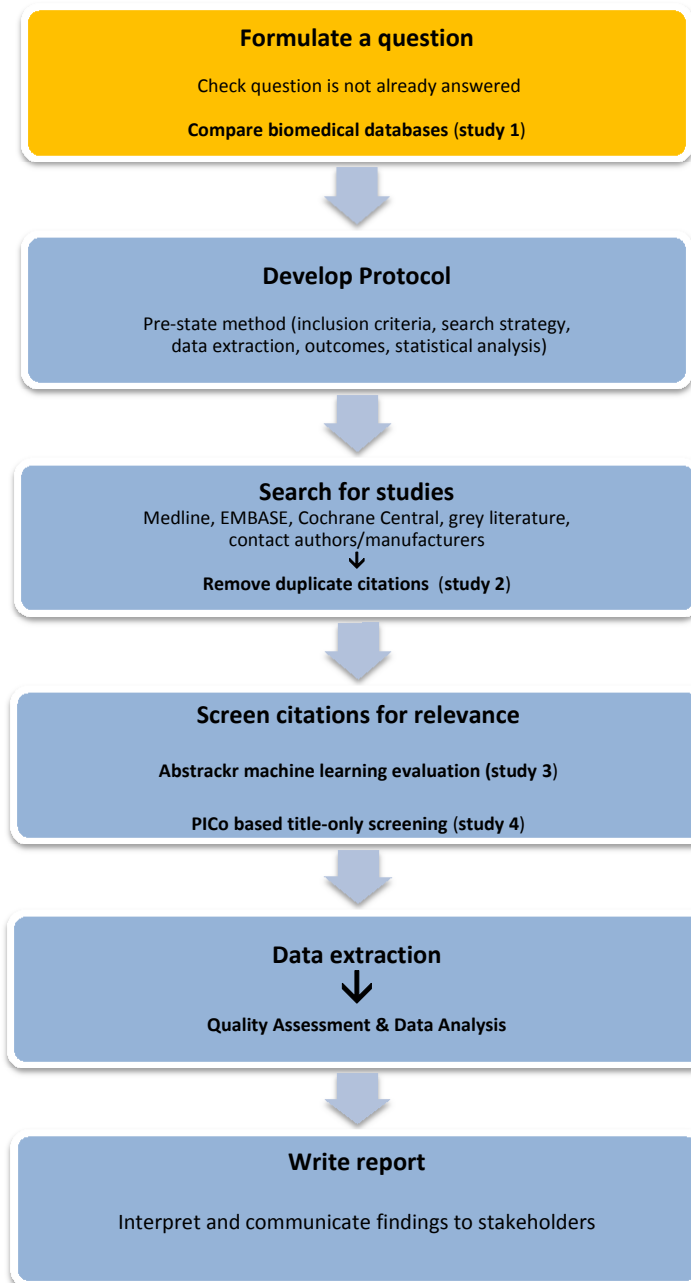 Formulate a question
Check question is not already answered
Compare biomedical databases (study 1)
Develop Protocol
Pre-state method (inclusion criteria, search strategy,
data extraction, outcomes, statistical analysis)
Search for studies
Medline, EMBASE, Cochrane Central, grey literature,
contact authors/manufacturers
Remove duplicate citations (study 2)
Screen citations for relevance
Abstrackr machine learning evaluation (study 3)
PICo based title-only screening (study 4)
Data extraction
Quality Assessment & Data Analysis
Write report
Interpret and communicate findings to stakeholders